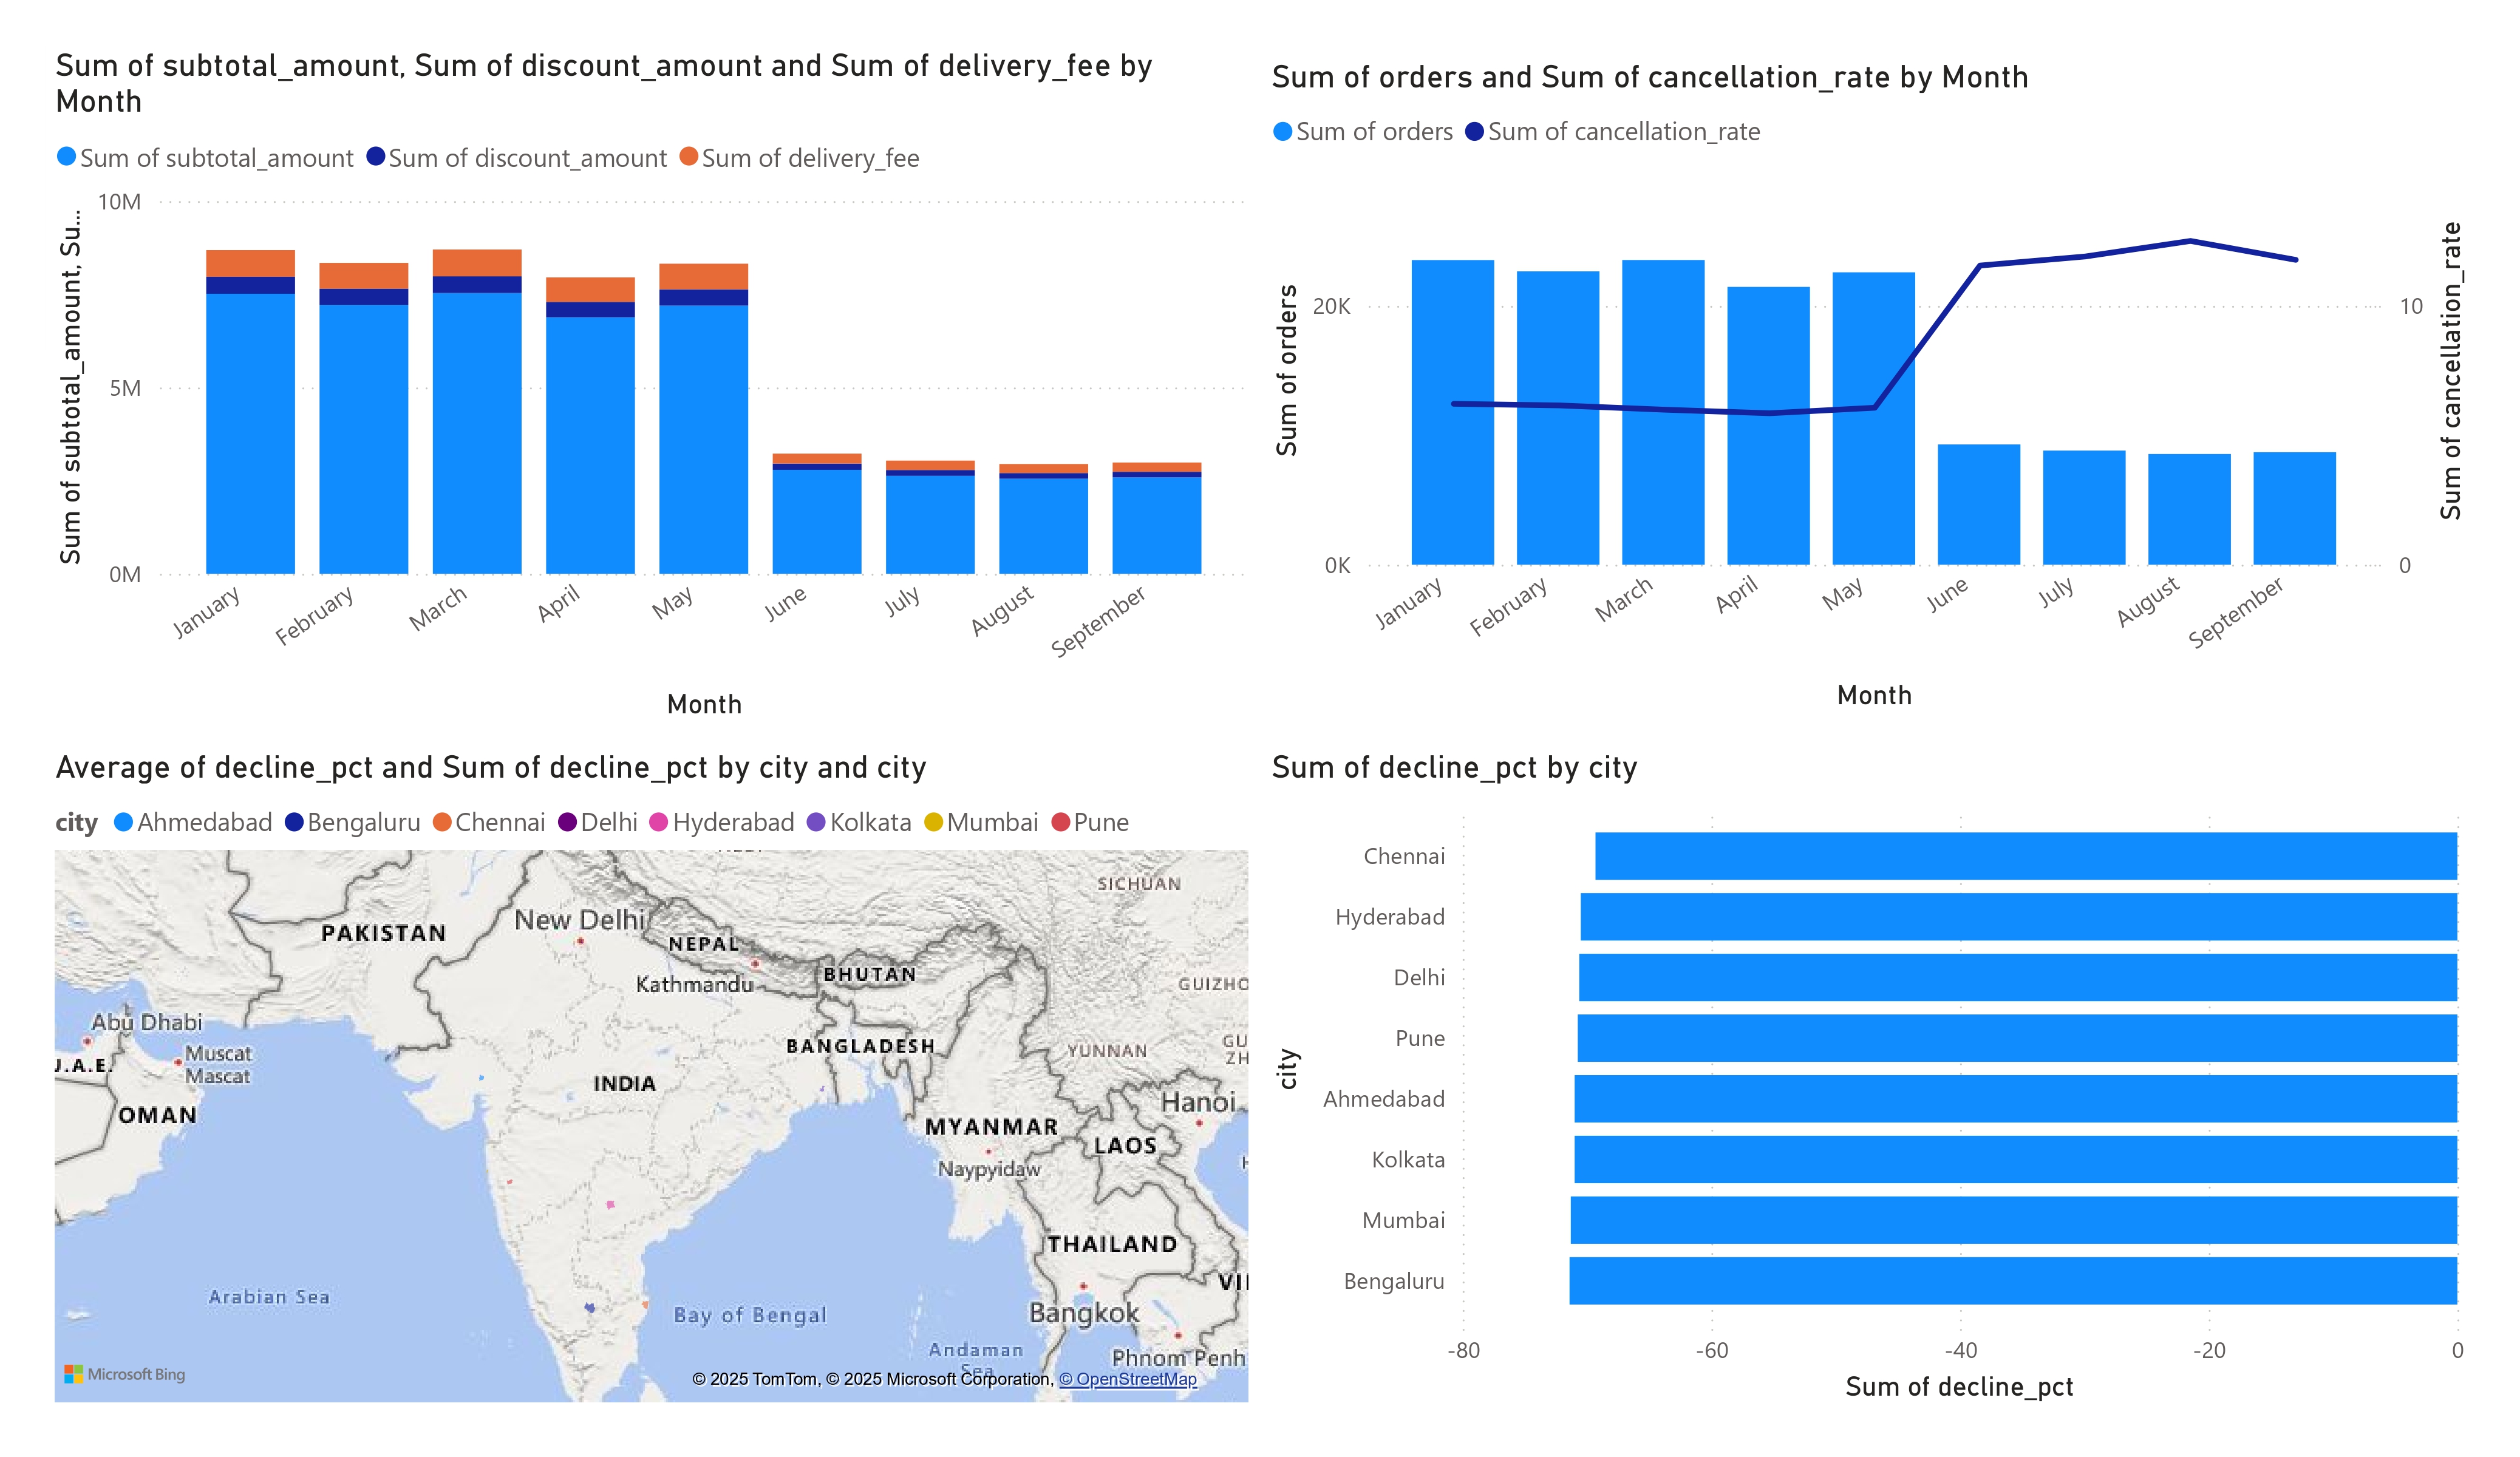 Sum of subtotal_amount, Sum of discount_amount and Sum of delivery_fee by
Month
Sum of subtotal_amount Sum of discount_amount Sum of delivery_fee
Sum of subtotal_amount, Su...
10M
5M
0M
January
February
March
April
May
June
July
August
September
Month
Sum of orders and Sum of cancellation_rate by Month
Sum of orders Sum of cancellation_rate
Sum of orders
20K
0K
10
0
Sum of cancellation_rate
January
February
March
April
May
June
July
August
September
Month
Average of decline_pct and Sum of decline_pct by city and city
city Ahmedabad Bengaluru Chennai Delhi Hyderabad Kolkata Mumbai Pune
SICHUAN
New Delhi
PAKISTAN
NEPAL
BHUTAN
Kathmandu
GUIZHO
Abu Dhabi
Muscat
Mascat
J.A.E.
BANGLADESH
YUNNAN
GU
ZH
INDIA
OMAN
Hanoi
MYANMAR
LAOS
Naypyidaw
THAILAND
VI
Arabian Sea
Bay of Bengal
Bangkok
Andaman
Sea
Phnom Penh
Microsoft Bing
© 2025 TomTom, © 2025 Microsoft Corporation, © OpenStreetMap
Sum of decline_pct by city
city
Chennai
Hyderabad
Delhi
Pune
Ahmedabad
Kolkata
Mumbai
Bengaluru
-80 -60 -40 -20 0
Sum of decline_pct